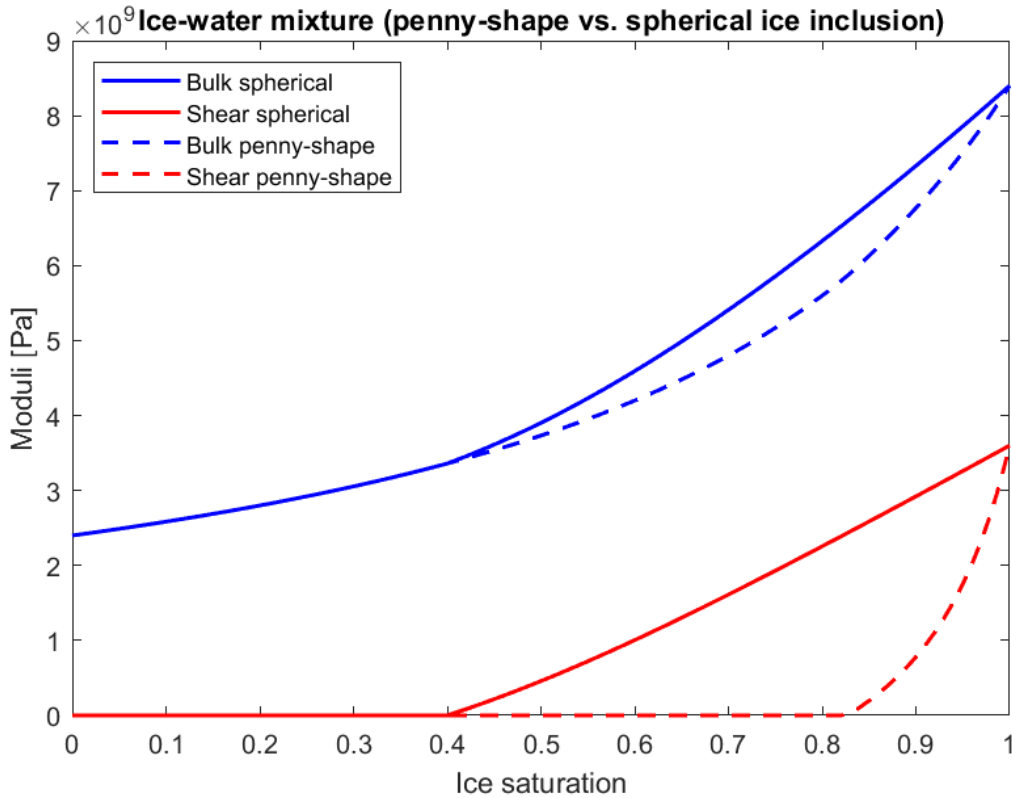 ×10⁹ Ice-water mixture (penny-shape vs. spherical ice inclusion)
9
8
7
6
5
4
3
2
1
0
Moduli [Pa]
Bulk spherical
Shear spherical
Bulk penny-shape
Shear penny-shape
0 0.1 0.2 0.3 0.4 0.5 0.6 0.7 0.8 0.9 1
Ice saturation